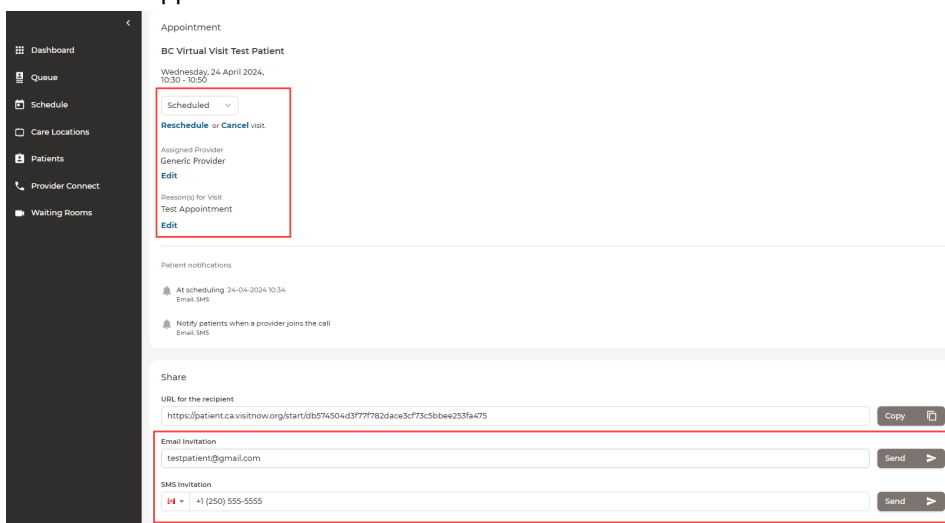 Appointment
Dashboard
BC Virtual Visit Test Patient
Queue
Wednesday, 24 April 2024,
10:30 - 10:50
Schedule
Scheduled
Care Locations
Reschedule or Cancel visit.
Patients
Assigned Provider
Generic Provider
Edit
Provider Connect
Reason(s) for Visit
Test Appointment
Waiting Rooms
Edit
Patient notifications
At scheduling 24-04-2024 10:34
Email, SMS
Notify patients when a provider joins the call
Email, SMS
Share
URL for the recipient
https://patient.ca.visitnow.org/start/db574504d3f77f782dace3cf73c5bbee253fa475
Copy
Email Invitation
testpatient@gmail.com
Send
SMS Invitation
+1 (250) 555-5555
Send